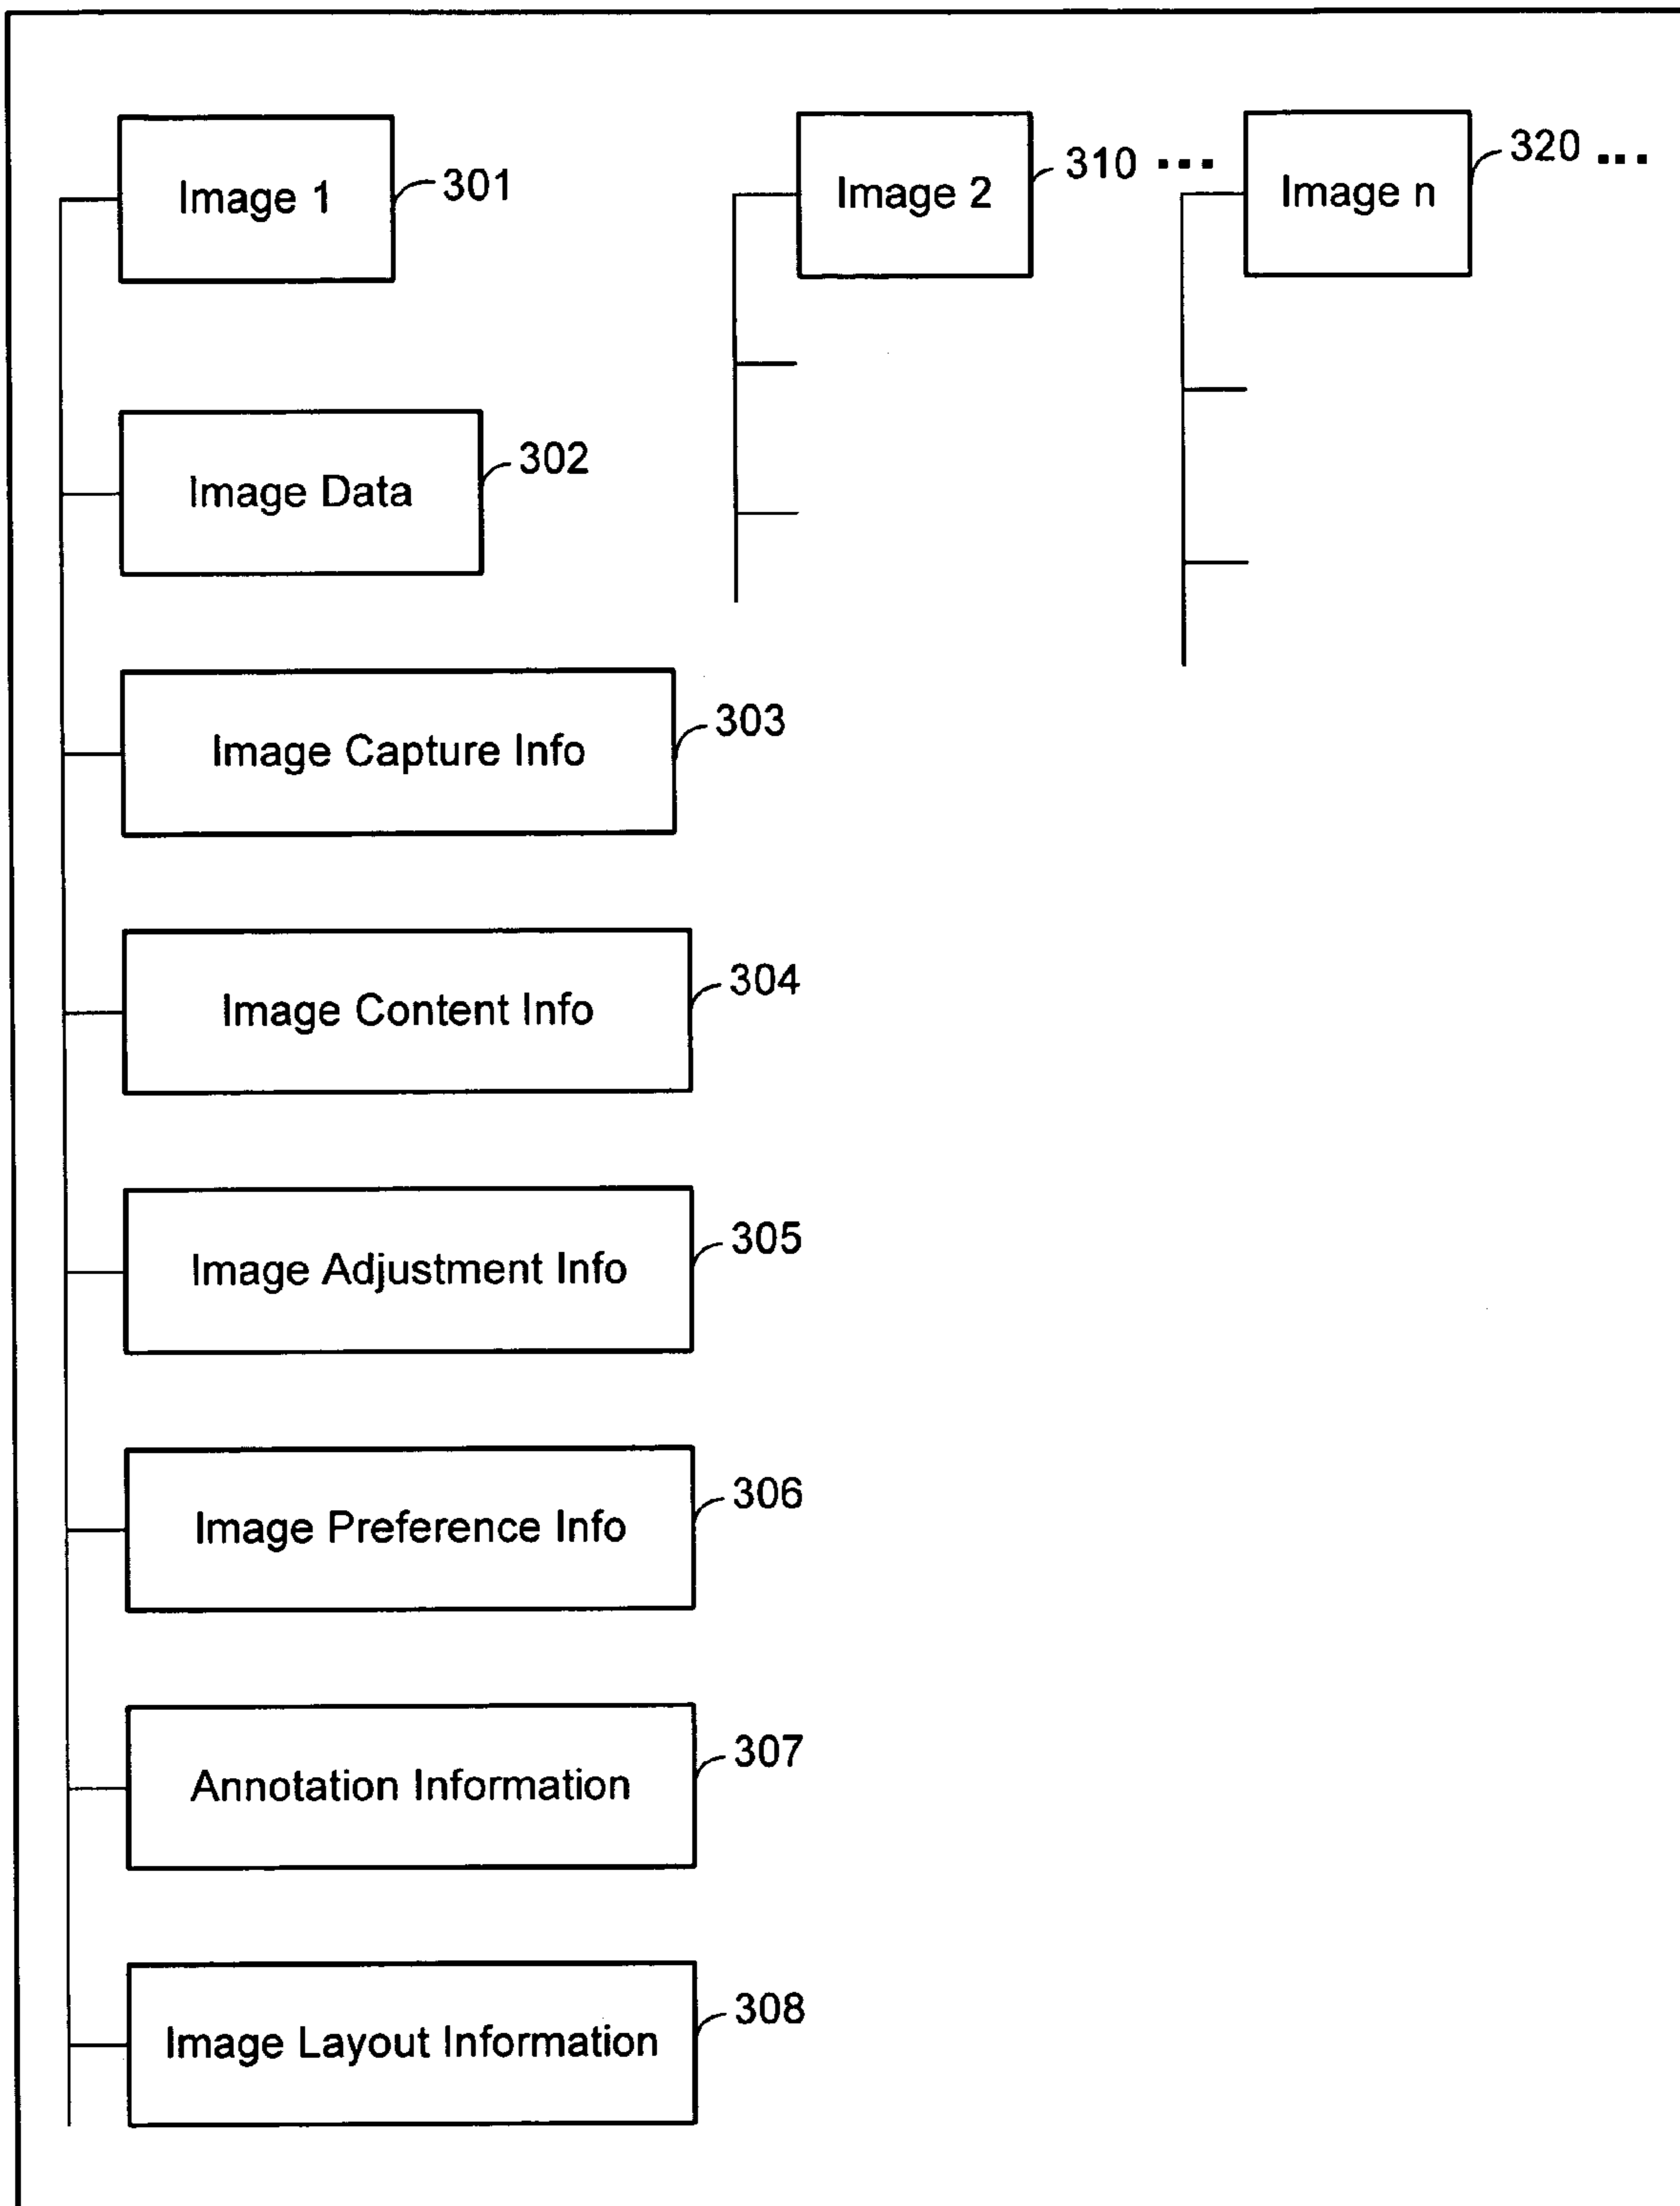 Image 1
301
Image 2
310 ...
Image n
320 ...
Image Data
302
Image Capture Info
303
Image Content Info
304
Image Adjustment Info
305
Image Preference Info
306
Annotation Information
307
Image Layout Information
308